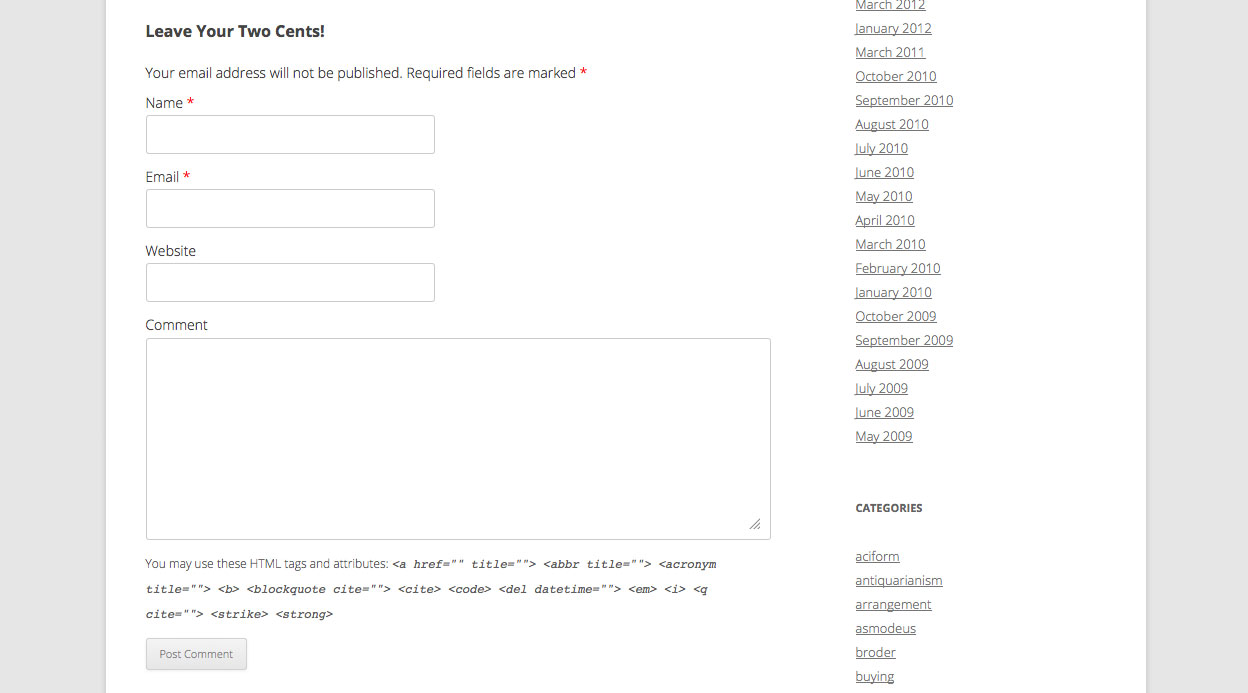 Leave Your Two Cents!
Your email address will not be published. Required fields are marked *
Name *
Email *
Website
Comment
You may use these HTML tags and attributes: <a href="" title=""> <abbr title=""> <acronym
title=""> <b> <blockquote cite=""> <cite> <code> <del datetime=""> <em> <i> <q
cite=""> <strike> <strong>
Post Comment
March 2012
January 2012
March 2011
October 2010
September 2010
August 2010
July 2010
June 2010
May 2010
April 2010
March 2010
February 2010
January 2010
October 2009
September 2009
August 2009
July 2009
June 2009
May 2009
CATEGORIES
aciform
antiquarianism
arrangement
asmodeus
broder
buying